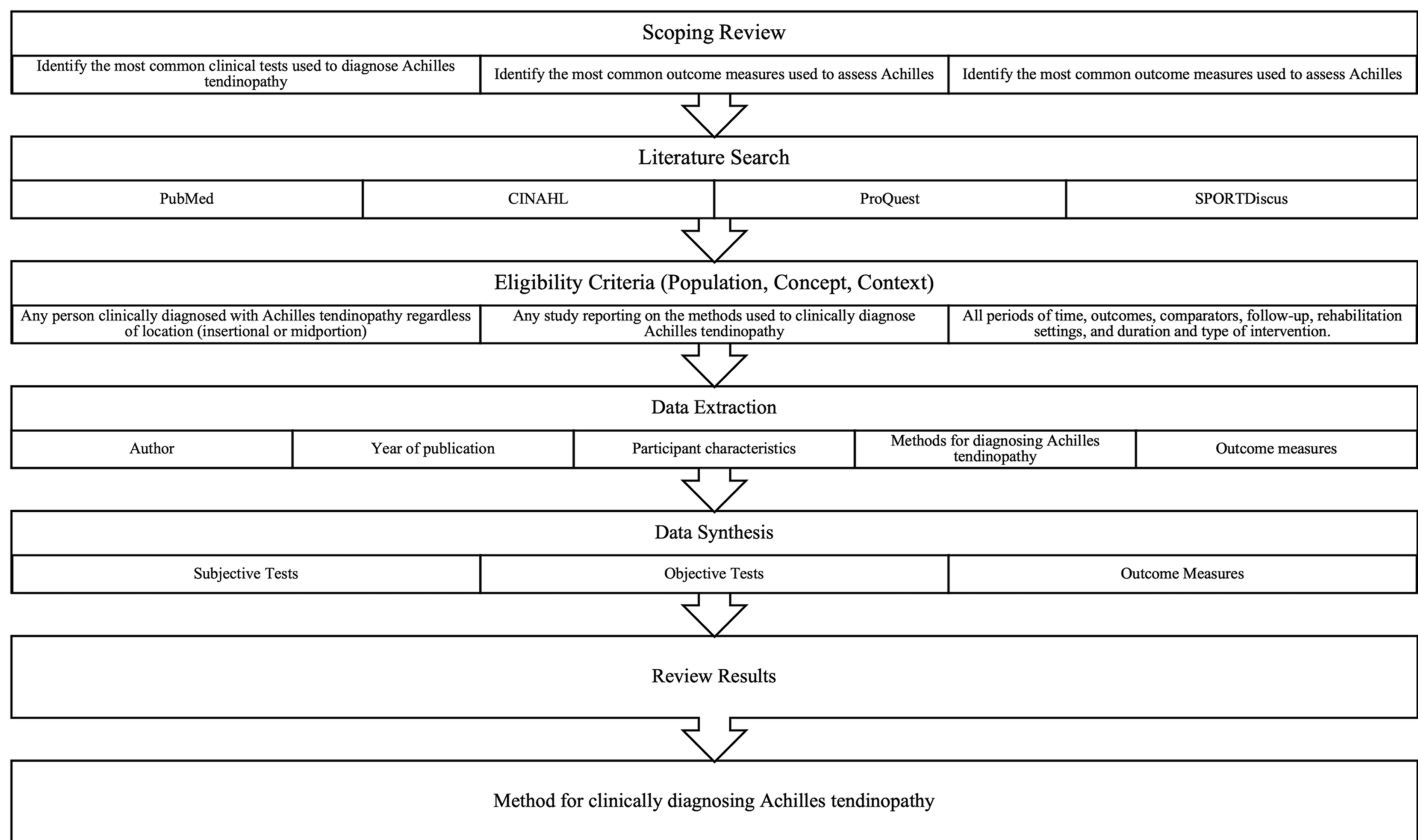 Scoping Review
Identify the most common clinical tests used to diagnose Achilles
tendinopathy
Identify the most common outcome measures used to assess Achilles
Identify the most common outcome measures used to assess Achilles
Literature Search
PubMed
CINAHL
ProQuest
SPORTDiscus
Eligibility Criteria (Population, Concept, Context)
Any person clinically diagnosed with Achilles tendinopathy regardless
of location (insertional or midportion)
Any study reporting on the methods used to clinically diagnose
Achilles tendinopathy
All periods of time, outcomes, comparators, follow-up, rehabilitation
settings, and duration and type of intervention.
Data Extraction
Author
Year of publication
Participant characteristics
Methods for diagnosing Achilles
tendinopathy
Outcome measures
Data Synthesis
Subjective Tests
Objective Tests
Outcome Measures
Review Results
Method for clinically diagnosing Achilles tendinopathy